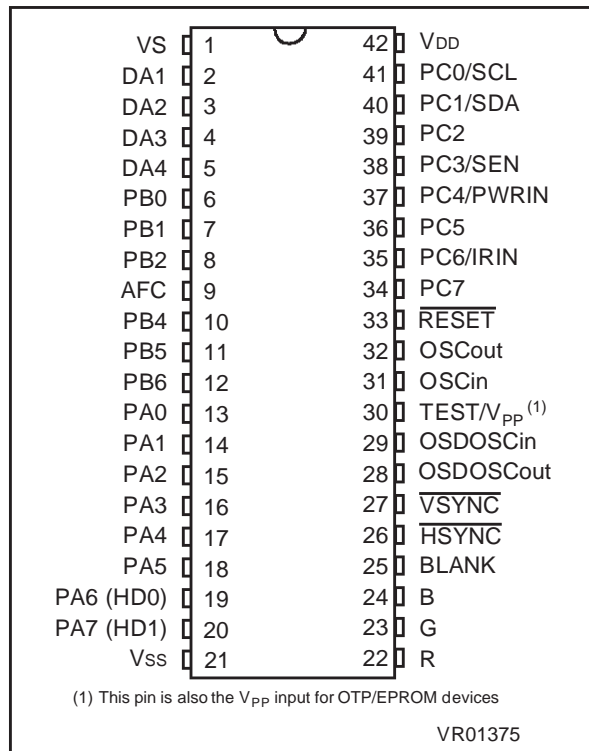 VS 1 42 VDD
DA1 2 41 PC0/SCL
DA2 3 40 PC1/SDA
DA3 4 39 PC2
DA4 5 38 PC3/SEN
PB0 6 37 PC4/PWRIN
PB1 7 36 PC5
PB2 8 35 PC6/IRIN
AFC 9 34 PC7
PB4 10 33 RESET
PB5 11 32 OSCout
PB6 12 31 OSCin
PA0 13 30 TEST/VPP (1)
PA1 14 29 OSDOSCin
PA2 15 28 OSDOSCout
PA3 16 27 VSYNC
PA4 17 26 HSYNC
PA5 18 25 BLANK
PA6 (HD0) 19 24 B
PA7 (HD1) 20 23 G
VSS 21 22 R
(1) This pin is also the VPP input for OTP/EPROM devices
VR01375